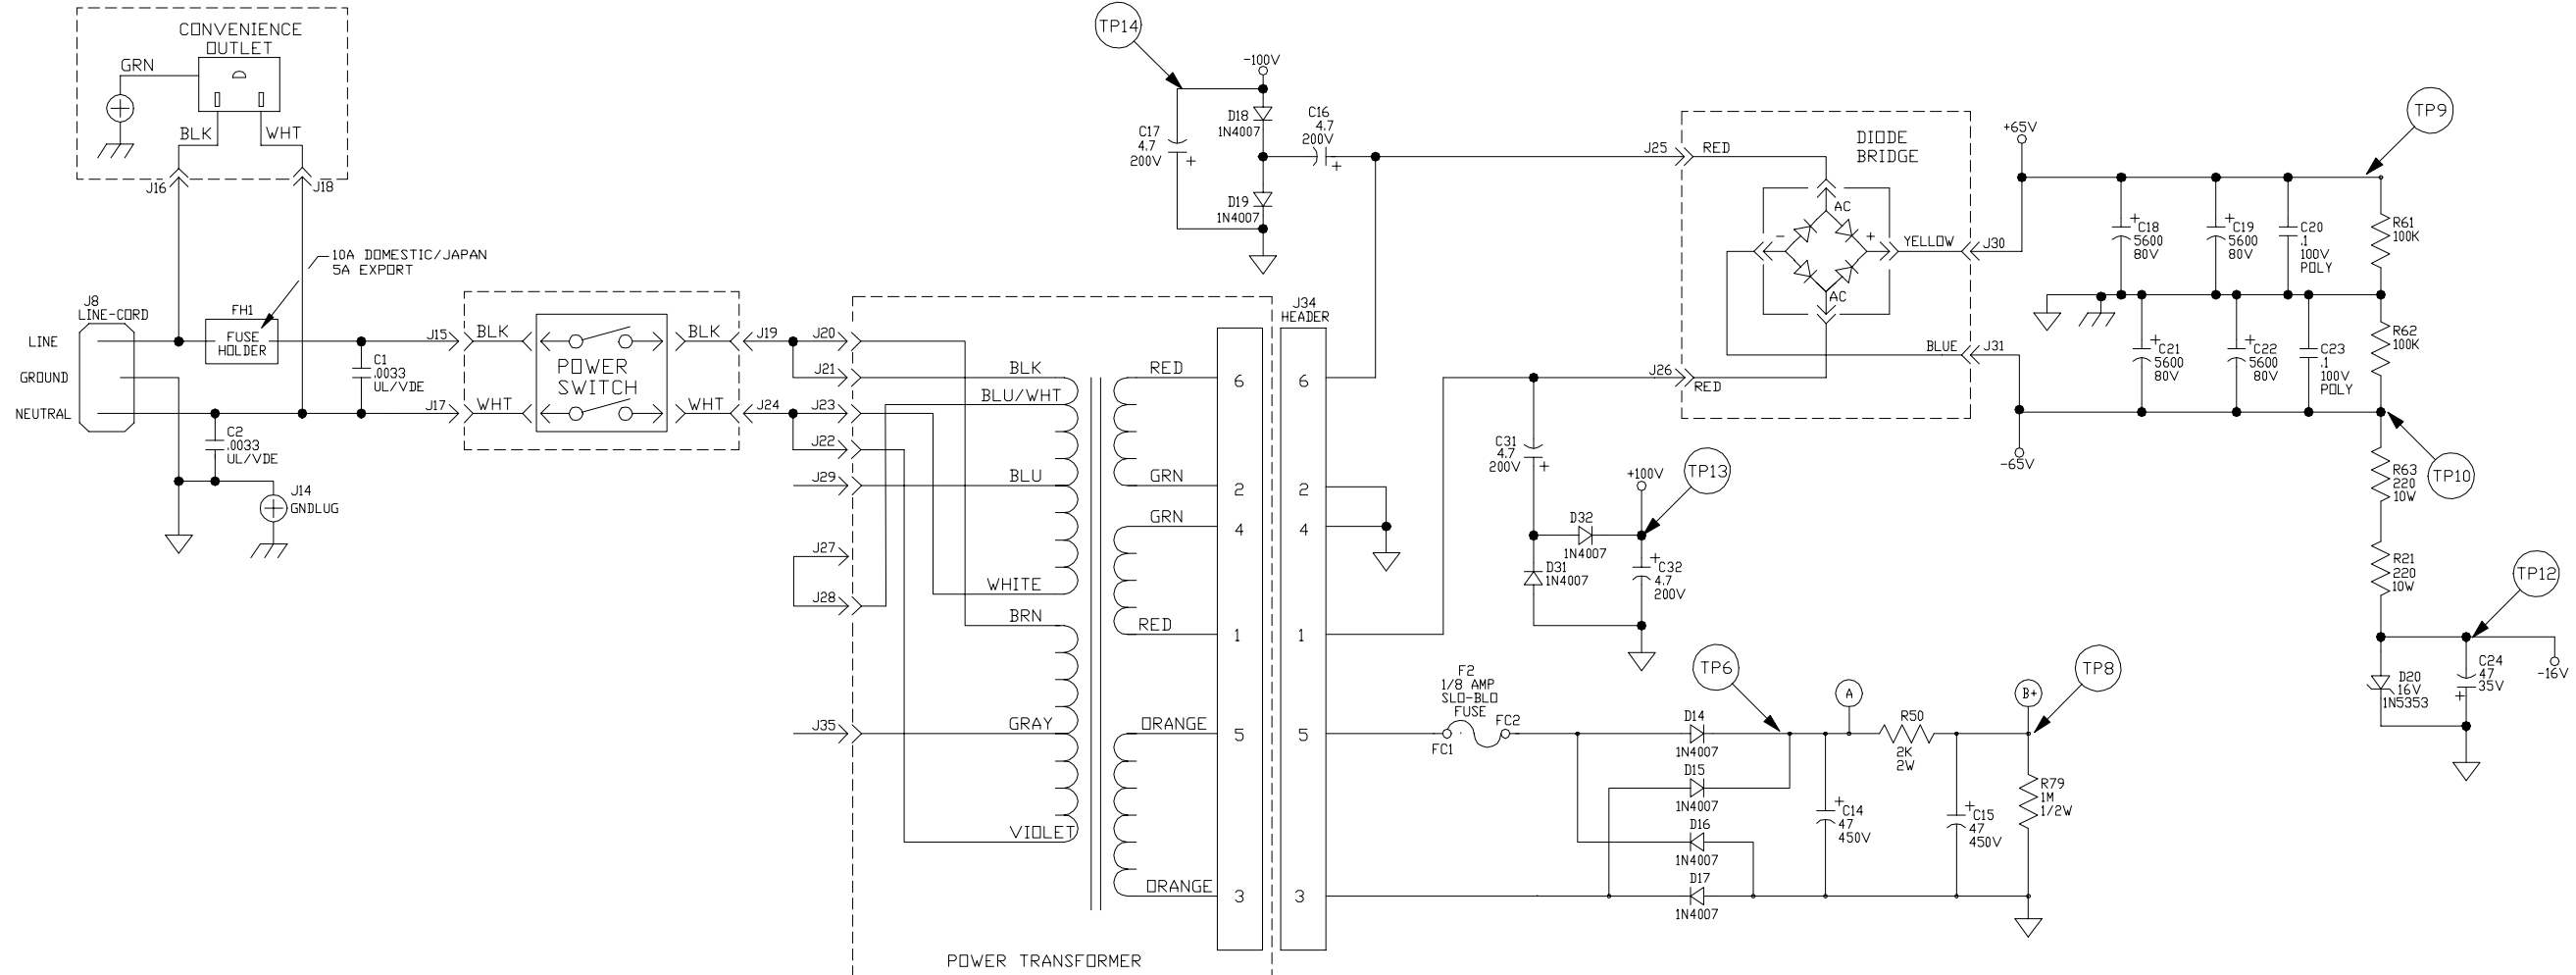 CONVENIENCE
OUTLET
GRN
BLK
WHT
J16
J18
10A DOMESTIC/JAPAN
5A EXPORT
J8
LINE-CORD
FH1
FUSE
HOLDER
LINE
GROUND
NEUTRAL
C1
.0033
UL/VDE
C2
.0033
UL/VDE
J14
GNDLUG
J15
BLK
J17
WHT
POWER
SWITCH
BLK
J19
WHT
J24
J20
J21
J23
J22
J29
J27
J28
J35
BLK
BLU/WHT
BLU
WHITE
BRN
GRAY
VIOLET
RED
GRN
GRN
RED
ORANGE
ORANGE
6
2
4
1
5
3
POWER TRANSFORMER
J34
HEADER
6
2
4
1
5
3
TP14
-100V
D18
1N4007
C17
4.7
200V
+
D19
1N4007
C16
4.7
200V
+
J25
RED
DIODE
BRIDGE
AC
-
+
AC
YELLOW
J30
BLUE
J31
J26
RED
C31
4.7
200V
+
+100V
TP13
D32
1N4007
D31
1N4007
+
C32
4.7
200V
F2
1/8 AMP
SLO-BLO
FUSE
FC1
FC2
TP6
A
B+
TP8
D14
1N4007
D15
1N4007
D16
1N4007
D17
1N4007
R50
2K
2W
+
C14
47
450V
+
C15
47
450V
R79
1M
1/2W
+65V
TP9
+
C18
5600
80V
+
C19
5600
80V
C20
.1
100V
POLY
R61
100K
+
C21
5600
80V
+
C22
5600
80V
C23
.1
100V
POLY
R62
100K
-65V
TP10
R63
220
10W
R21
220
10W
TP12
D20
16V
1N5353
C24
47
35V
+
-16V